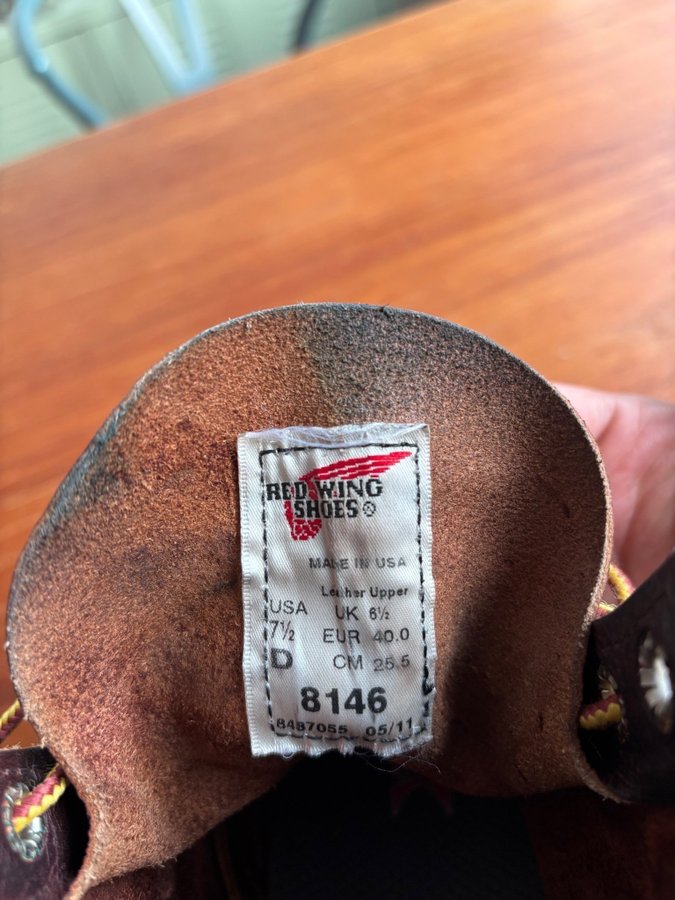 RED WING
SHOES®
MADE IN USA
Leather Upper
USA UK 6½
7½ EUR 40.0
D CM 25.5
8146
8487055 05/11